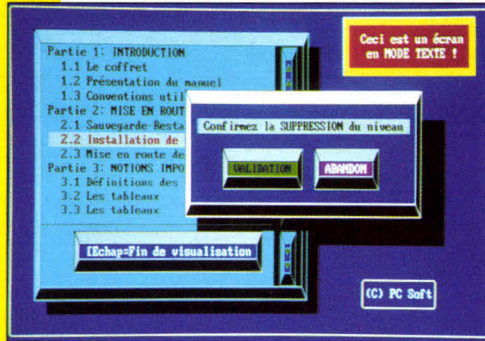 Ceci est un écran
en MODE TEXTE !
Partie 1: INTRODUCTION
1.1 Le coffret
1.2 Présentation du manuel
1.3 Conventions util
Partie 2: MISE EN ROUT
2.1 Sauvegarde-Resta
2.2 Installation de
2.3 Mise en route de
Partie 3: NOTIONS IMPO
3.1 Définitions des
3.2 Les tableaux
3.3 Les tableaux
[Echap=Fin de visualisation
Confirmez la SUPPRESSION du niveau
VALIDATION
ABANDON
(C) PC Soft